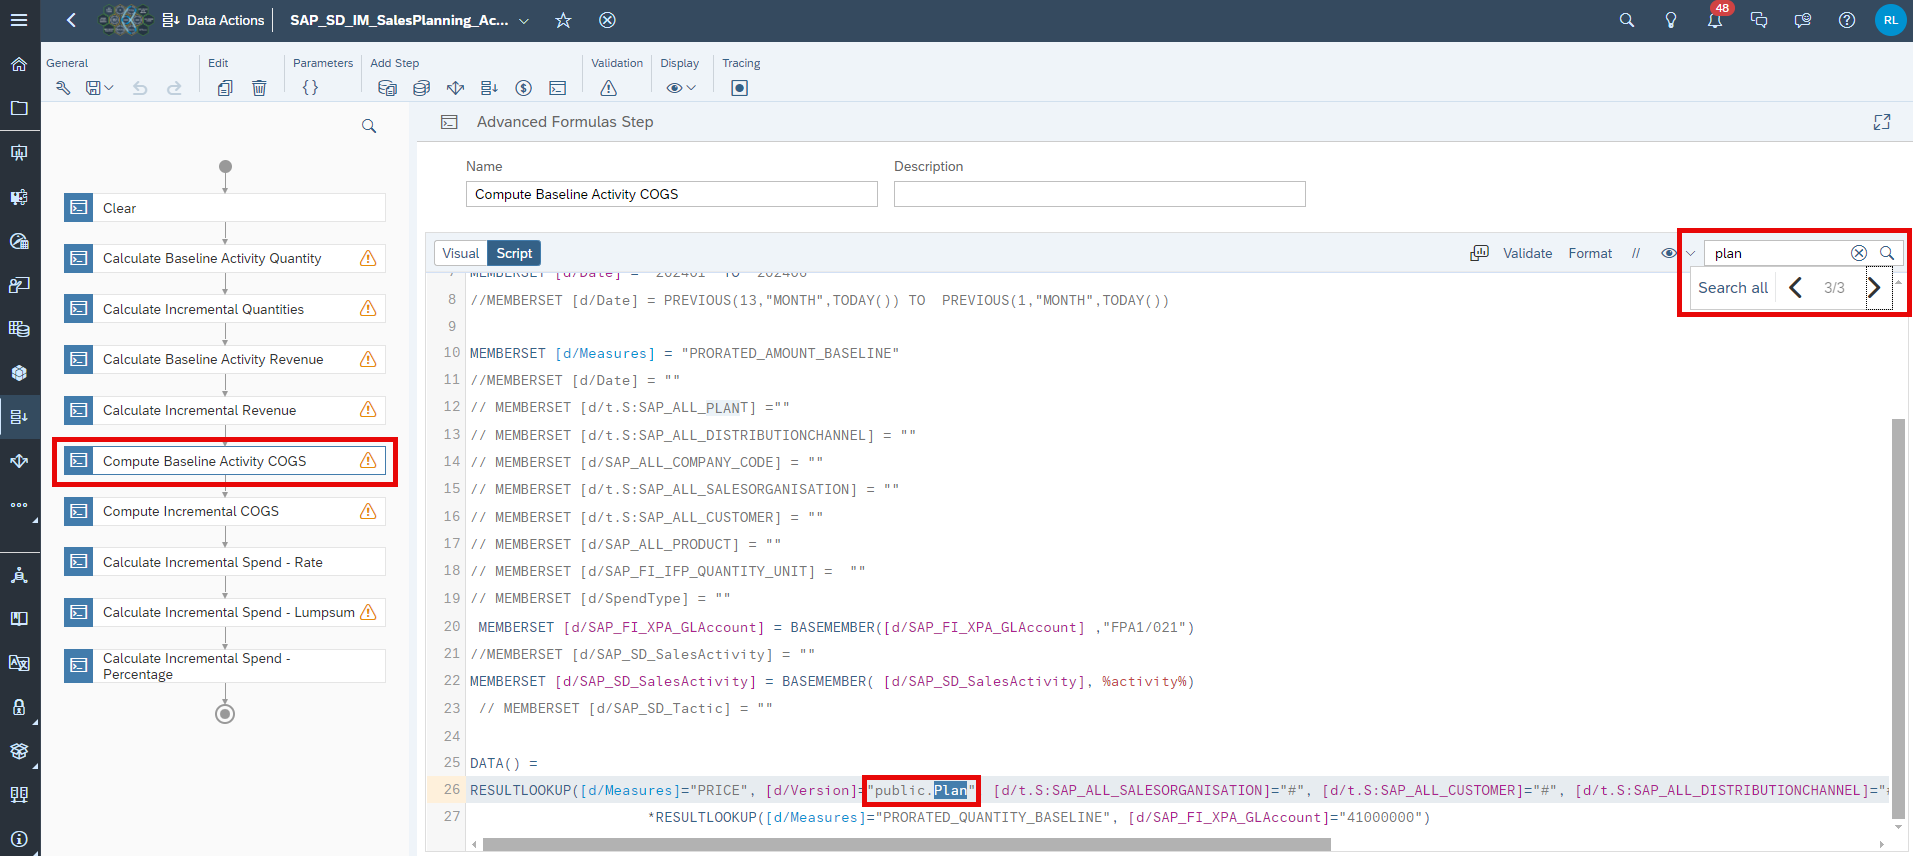 Data Actions
SAP_SD_IM_SalesPlanning_Ac...
48
RL
General
Edit
Parameters
Add Step
Validation
Display
Tracing
Advanced Formulas Step
Name
Description
Compute Baseline Activity COGS
Clear
Calculate Baseline Activity Quantity
Calculate Incremental Quantities
Calculate Baseline Activity Revenue
Calculate Incremental Revenue
Compute Baseline Activity COGS
Compute Incremental COGS
Calculate Incremental Spend - Rate
Calculate Incremental Spend - Lumpsum
Calculate Incremental Spend -
Percentage
Visual
Script
Validate
Format
//
plan
Search all
3/3
7 MEMBERSET [d/Date] = "202401" TO "202406"
8 //MEMBERSET [d/Date] = PREVIOUS(13,"MONTH",TODAY()) TO  PREVIOUS(1,"MONTH",TODAY())
9
10 MEMBERSET [d/Measures] = "PRORATED_AMOUNT_BASELINE"
11 //MEMBERSET [d/Date] = ""
12 // MEMBERSET [d/t.S:SAP_ALL_PLANT] =""
13 // MEMBERSET [d/t.S:SAP_ALL_DISTRIBUTIONCHANNEL] = ""
14 // MEMBERSET [d/SAP_ALL_COMPANY_CODE] = ""
15 // MEMBERSET [d/t.S:SAP_ALL_SALESORGANISATION] = ""
16 // MEMBERSET [d/t.S:SAP_ALL_CUSTOMER] = ""
17 // MEMBERSET [d/SAP_ALL_PRODUCT] = ""
18 // MEMBERSET [d/SAP_FI_IFP_QUANTITY_UNIT] =  ""
19 // MEMBERSET [d/SpendType] = ""
20  MEMBERSET [d/SAP_FI_XPA_GLAccount] = BASEMEMBER([d/SAP_FI_XPA_GLAccount] ,"FPA1/021")
21 //MEMBERSET [d/SAP_SD_SalesActivity] = ""
22 MEMBERSET [d/SAP_SD_SalesActivity] = BASEMEMBER( [d/SAP_SD_SalesActivity], %activity%)
23  // MEMBERSET [d/SAP_SD_Tactic] = ""
24
25 DATA() =
26 RESULTLOOKUP([d/Measures]="PRICE", [d/Version]="public.Plan" [d/t.S:SAP_ALL_SALESORGANISATION]="#", [d/t.S:SAP_ALL_CUSTOMER]="#", [d/t.S:SAP_ALL_DISTRIBUTIONCHANNEL]="#
27 *RESULTLOOKUP([d/Measures]="PRORATED_QUANTITY_BASELINE", [d/SAP_FI_XPA_GLAccount]="41000000")